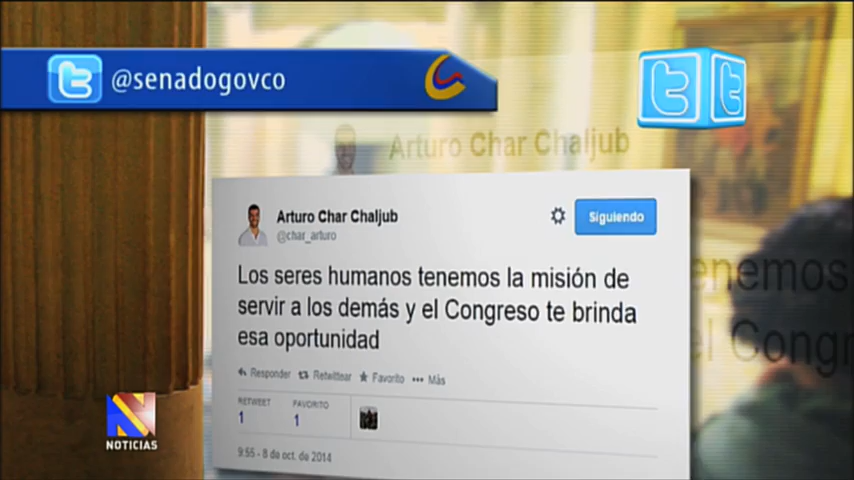 @senadogovco
Arturo Char Chaljub
Arturo Char Chaljub
@char_arturo
Siguiendo
Los seres humanos tenemos la misión de
servir a los demás y el Congreso te brinda
esa oportunidad
Responder Retwittear Favorito Más
RETWEET FAVORITO
1 1
9:55 - 8 de oct. de 2014
enemos
el Congr
N
NOTICIAS